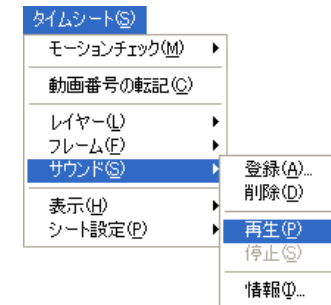 タイムシート(S)
モーションチェック(M)
動画番号の転記(C)
レイヤー(L)
フレーム(F)
サウンド(S)
表示(H)
シート設定(P)
登録(A)...
削除(D)
再生(P)
停止(S)
情報(I)...